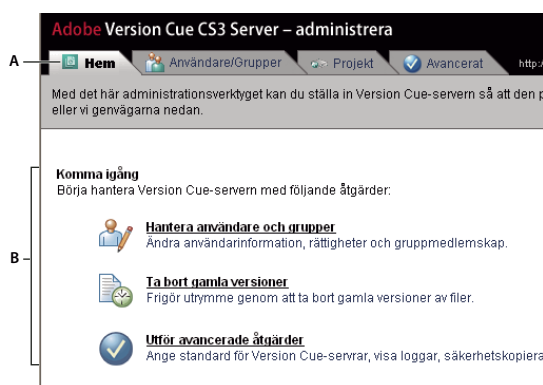 Adobe Version Cue CS3 Server – administrera
A
Hem Användare/Grupper Projekt Avancerat http:/
Med det här administrationsverktyget kan du ställa in Version Cue-servern så att den p
eller vi genvägarna nedan.
Komma igång
Börja hantera Version Cue-servern med följande åtgärder:
Hantera användare och grupper
Ändra användarinformation, rättigheter och gruppmedlemskap.
B
Ta bort gamla versioner
Frigör utrymme genom att ta bort gamla versioner av filer.
Utför avancerade åtgärder
Ange standard för Version Cue-servrar, visa loggar, säkerhetskopiera